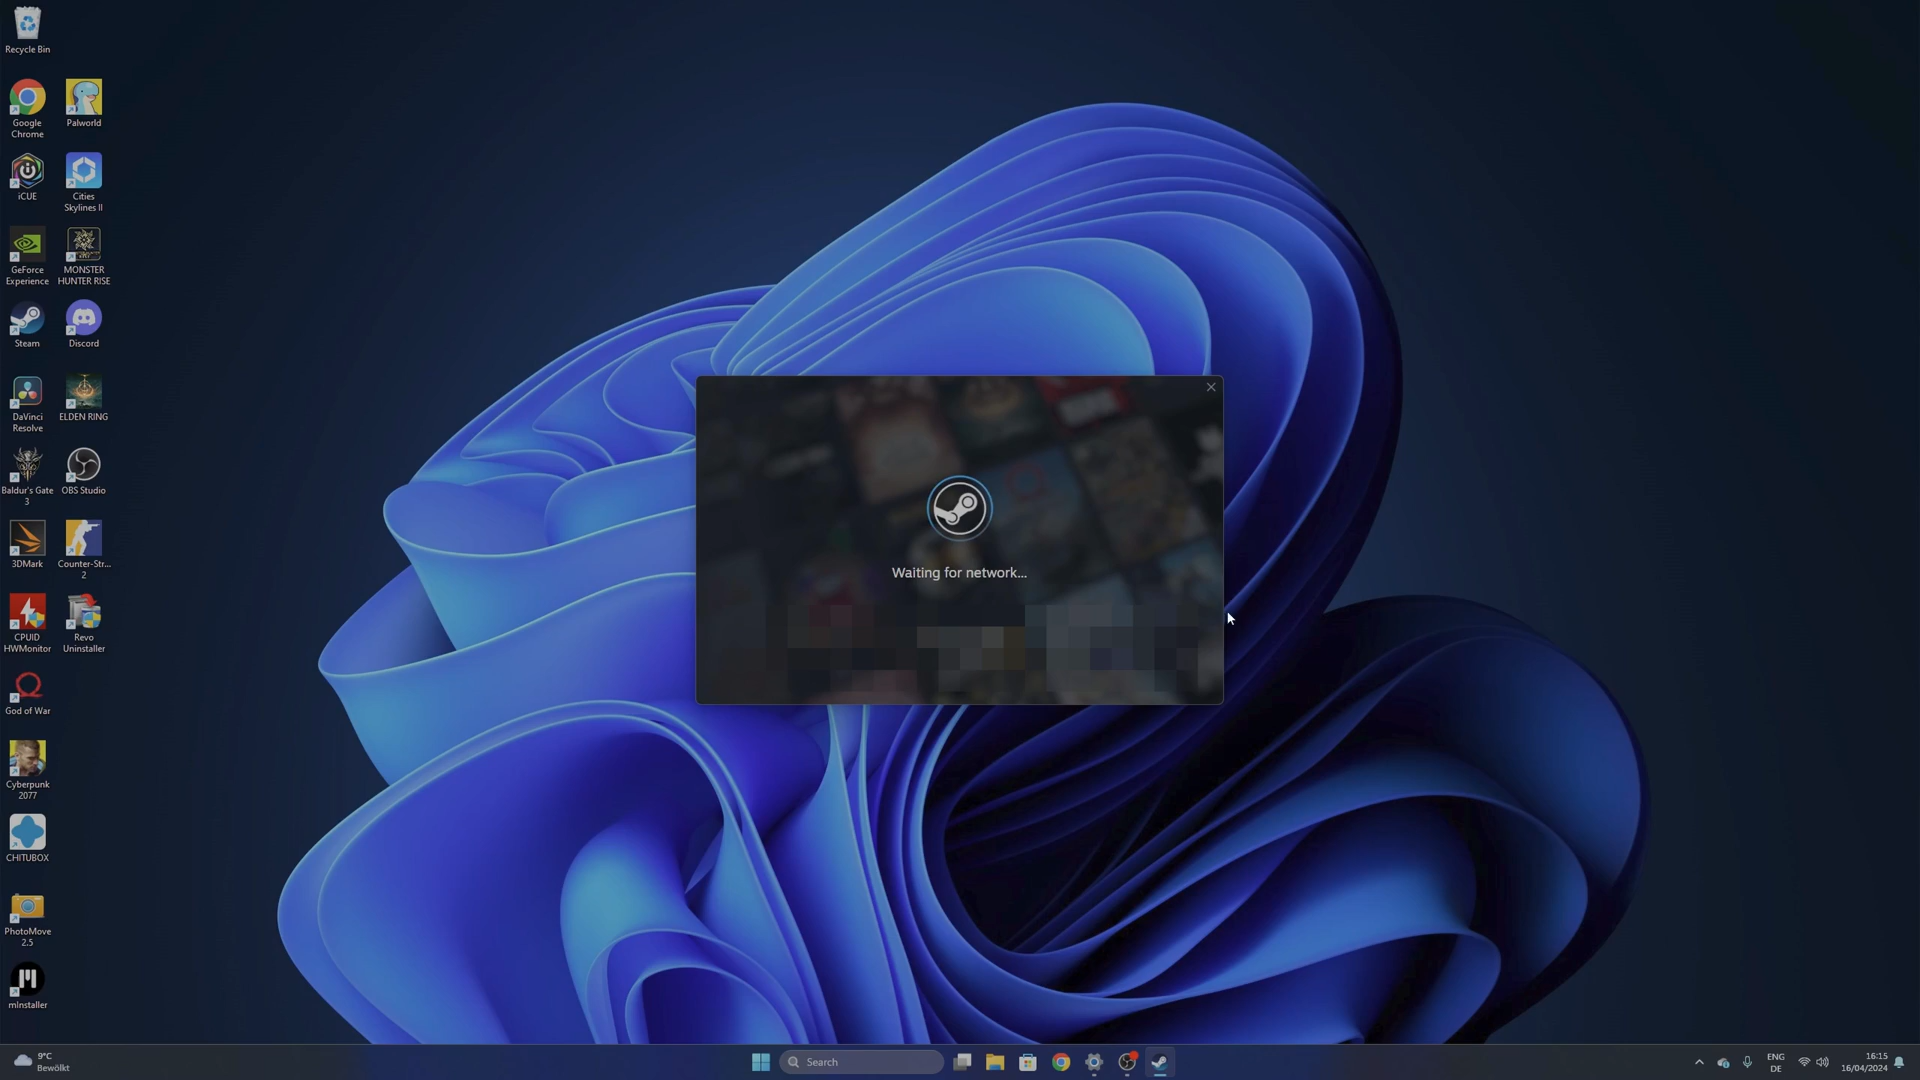 Recycle Bin
Google
Chrome
Palworld
iCUE
Cities
Skylines II
GeForce
Experience
MONSTER
HUNTER RISE
Steam
Discord
DaVinci
Resolve
ELDEN RING
Baldur's Gate
3
OBS Studio
3DMark
Counter-Str...
2
CPUID
HWMonitor
Revo
Uninstaller
God of War
Cyberpunk
2077
CHITUBOX
PhotoMove
2.5
mInstaller
Waiting for network...
9°C
Bewölkt
Search
ENG
DE
16:15
16/04/2024